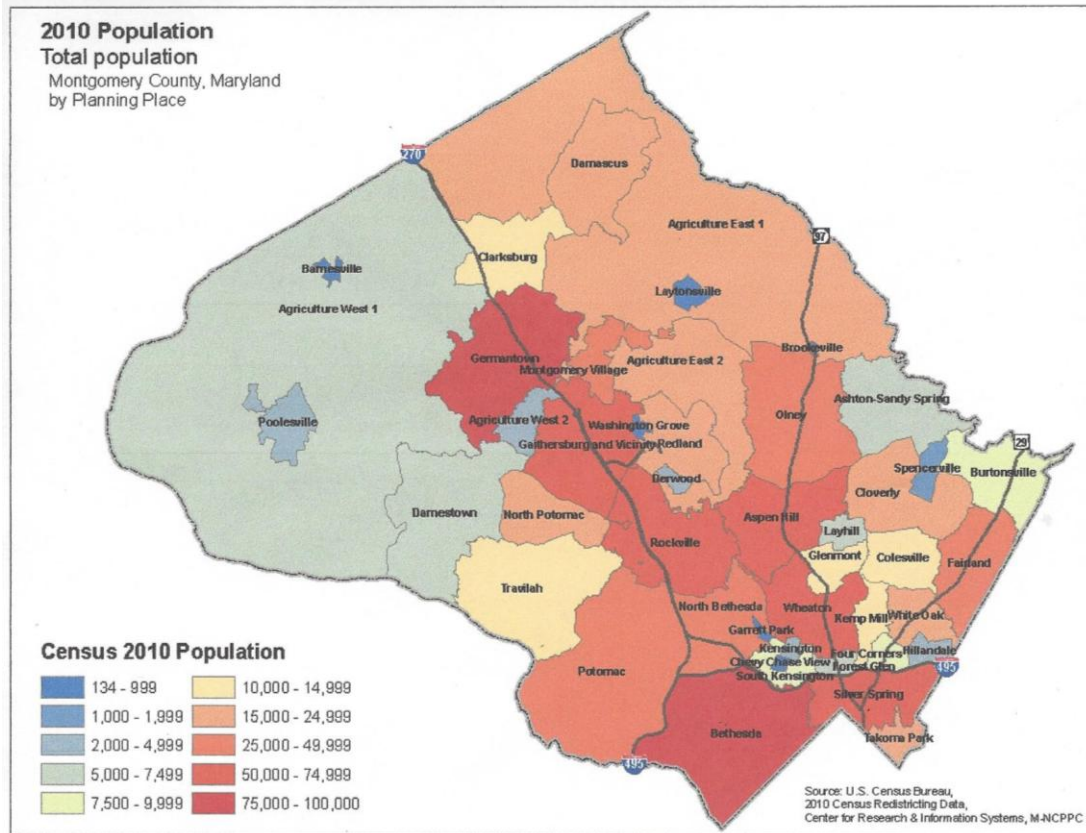 2010 Population
Total population
Montgomery County, Maryland
by Planning Place
270
Damascus
Agriculture East 1
97
Clarksburg
Barnesville
Laytonsville
Agriculture West 1
Brookeville
Germantown
Agriculture East 2
Montgomery Village
Ashton-Sandy Spring
Poolesville
Agriculture West 2
Washington Grove
Olney
Gaithersburg and Vicinity
Redland
29
Spencerville
Burtonsville
Derwood
Cloverly
Darnestown
North Potomac
Aspen Hill
Layhill
Rockville
Glenmont
Colesville
Fairland
Travilah
North Bethesda
Wheaton
Kemp Mill
White Oak
Garrett Park
Kensington
Four Corners
Hillandale
Chevy Chase View
Forest Glen
495
South Kensington
Potomac
Silver Spring
Bethesda
Takoma Park
495
Census 2010 Population
134 - 999
1,000 - 1,999
2,000 - 4,999
5,000 - 7,499
7,500 - 9,999
10,000 - 14,999
15,000 - 24,999
25,000 - 49,999
50,000 - 74,999
75,000 - 100,000
Source: U.S. Census Bureau,
2010 Census Redistricting Data,
Center for Research & Information Systems, M-NCPPC